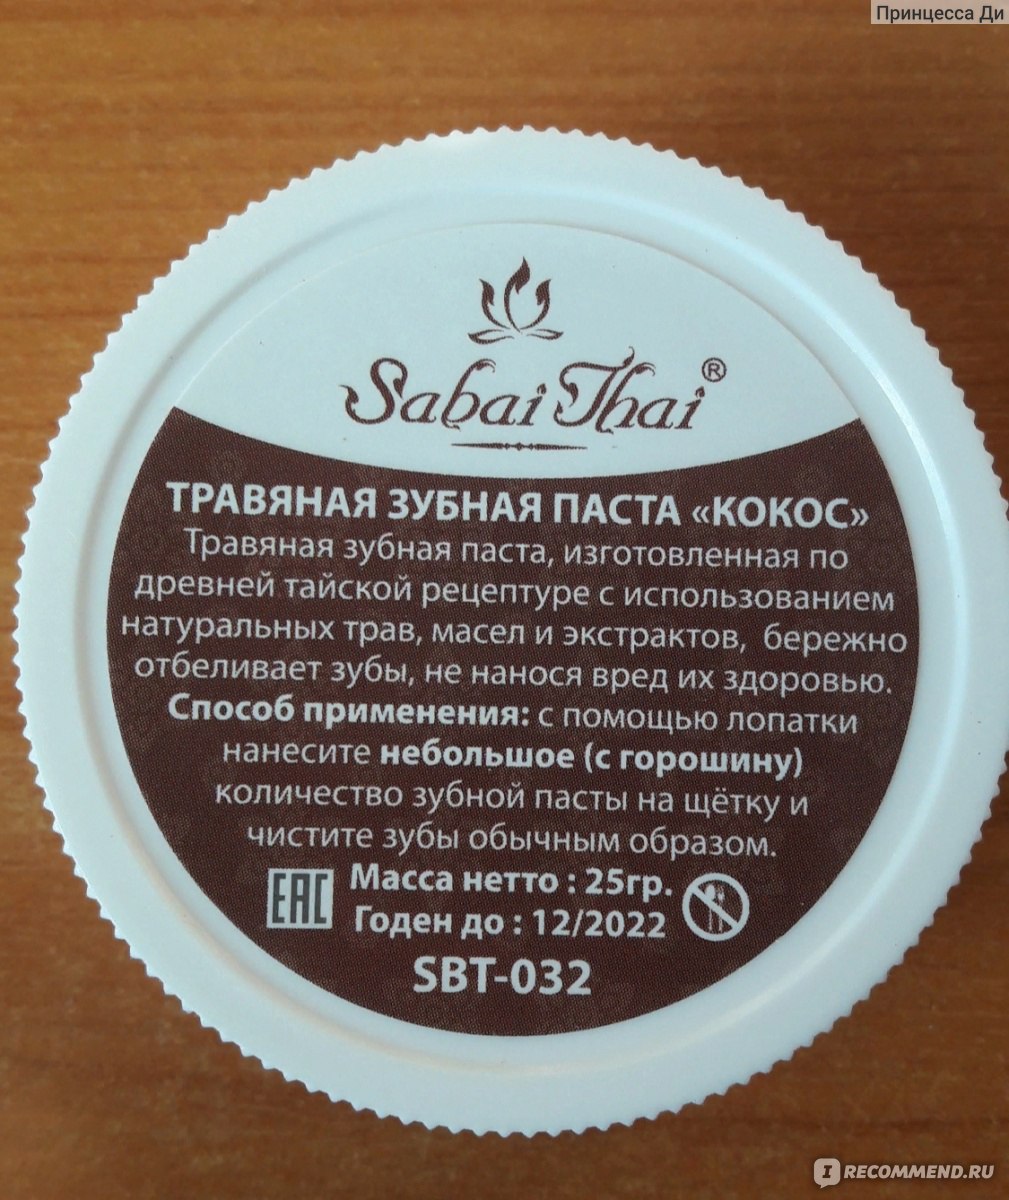 Принцесса Ди
Sabai Thai®
ТРАВЯНАЯ ЗУБНАЯ ПАСТА «КОКОС»
Травяная зубная паста, изготовленная по
древней тайской рецептуре с использованием
натуральных трав, масел и экстрактов, бережно
отбеливает зубы, не нанося вред их здоровью.
Способ применения: с помощью лопатки
нанесите небольшое (с горошину)
количество зубной пасты на щётку и
чистите зубы обычным образом.
EAC
Масса нетто : 25гр.
Годен до : 12/2022
SBT-032
IRECOMMEND.RU